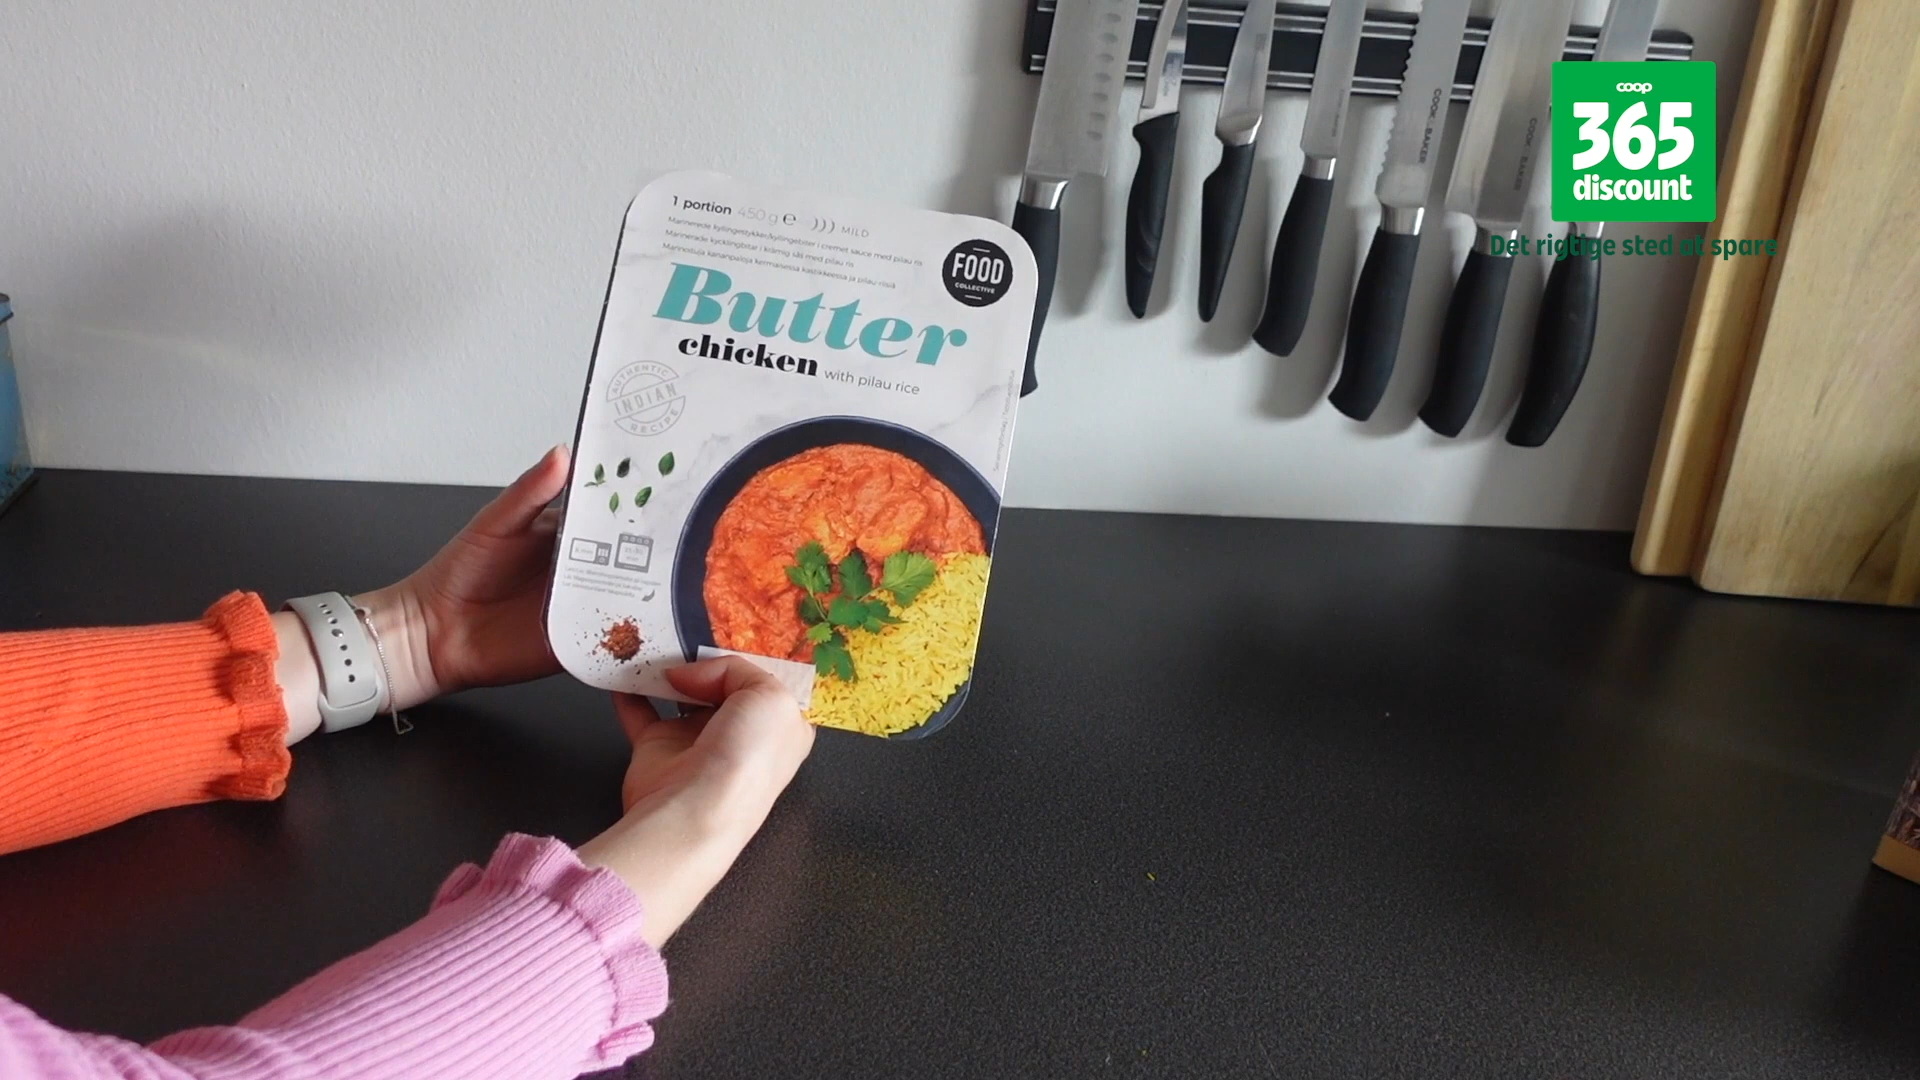 1 portion 450 g ℮ MILD
Marinerede kyllingestykker/kyllingebiter i cremet sauce med pilau ris
Marinerade kycklingbitar i krämig sås med pilau ris
Marinoituja kananpaloja kermaisessa kastikkeessa ja pilau-riisiä
FOOD
COLLECTIVE
Butter
chicken with pilau rice
AUTHENTIC
INDIAN
RECIPE
coop
365
discount
Det rigtige sted at spare
COOK & BAKER
COOK & BAKER